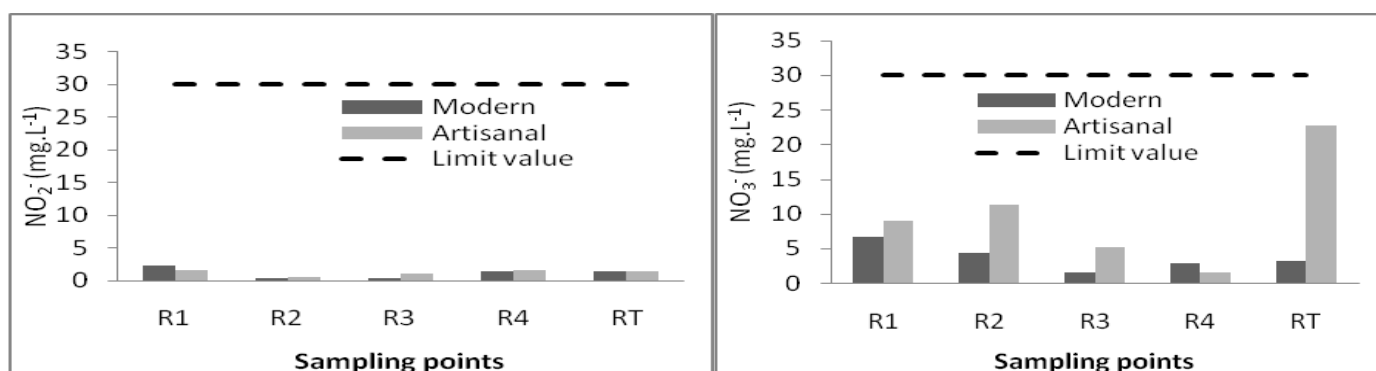 35
30
25
20
15
10
5
0
NO₂⁻ (mg.L⁻¹)
Modern
Artisanal
Limit value
R1 R2 R3 R4 RT
Sampling points
35
30
25
20
15
10
5
0
NO₃⁻ (mg.L⁻¹)
Modern
Artisanal
Limit value
R1 R2 R3 R4 RT
Sampling points